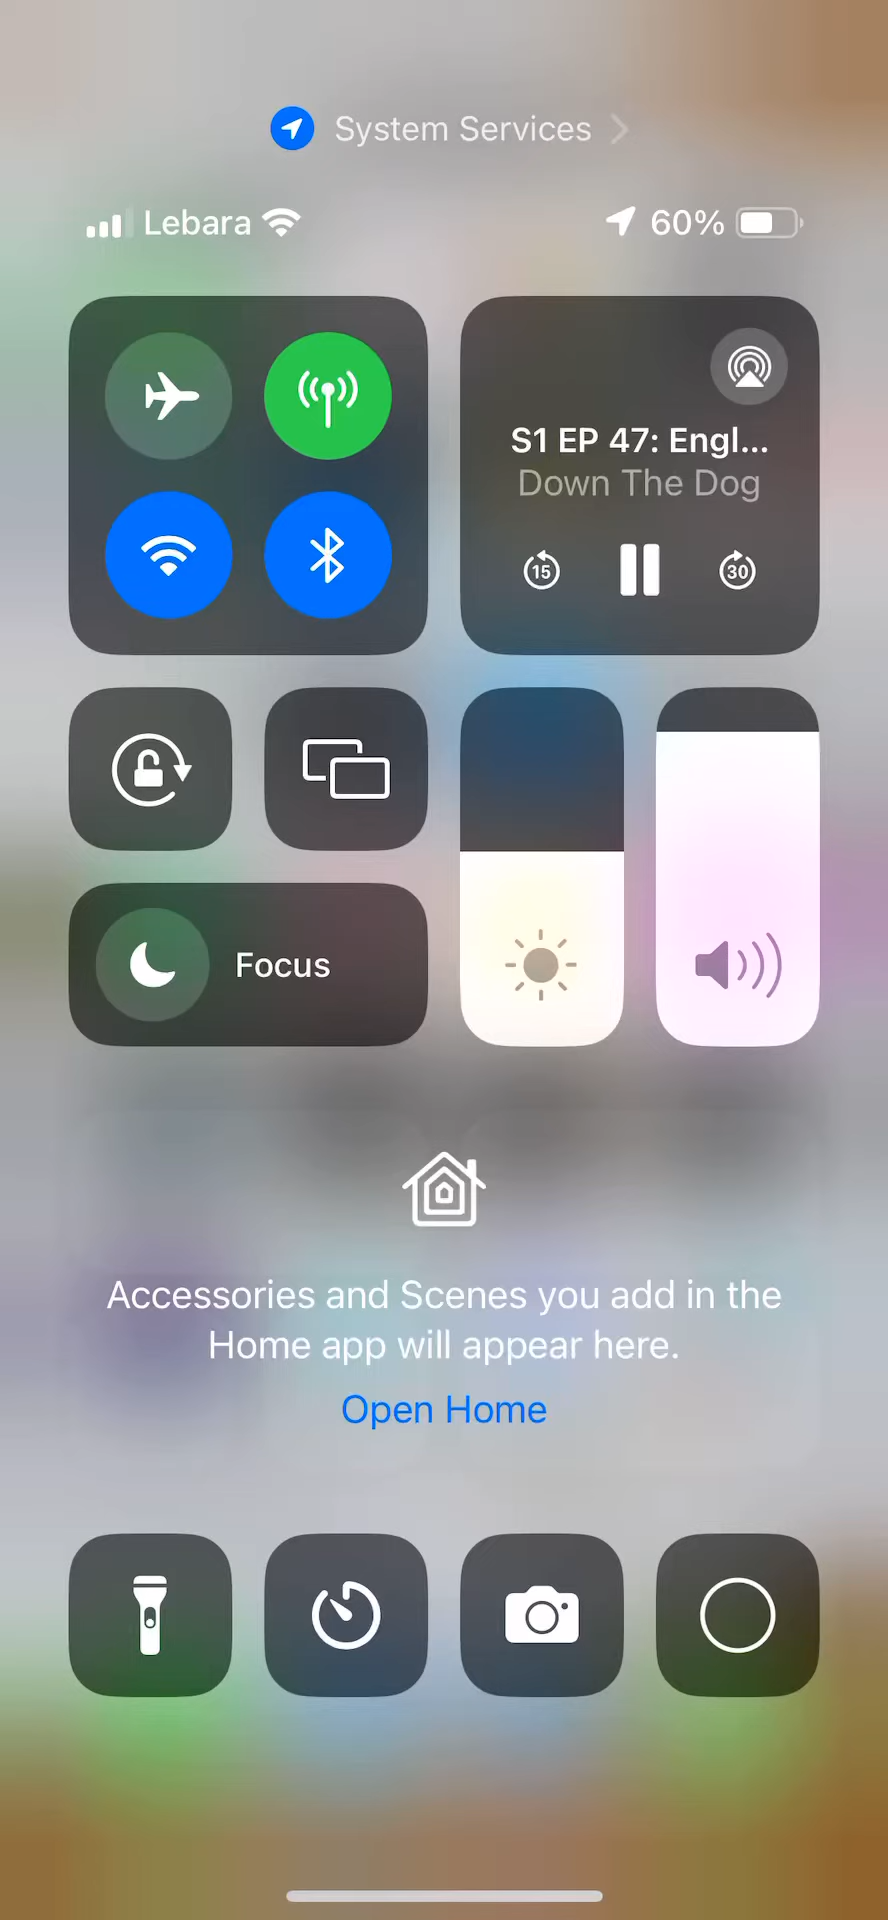 System Services
Lebara 60%
S1 EP 47: Engl...
Down The Dog
15 30
Focus
Accessories and Scenes you add in the
Home app will appear here.
Open Home